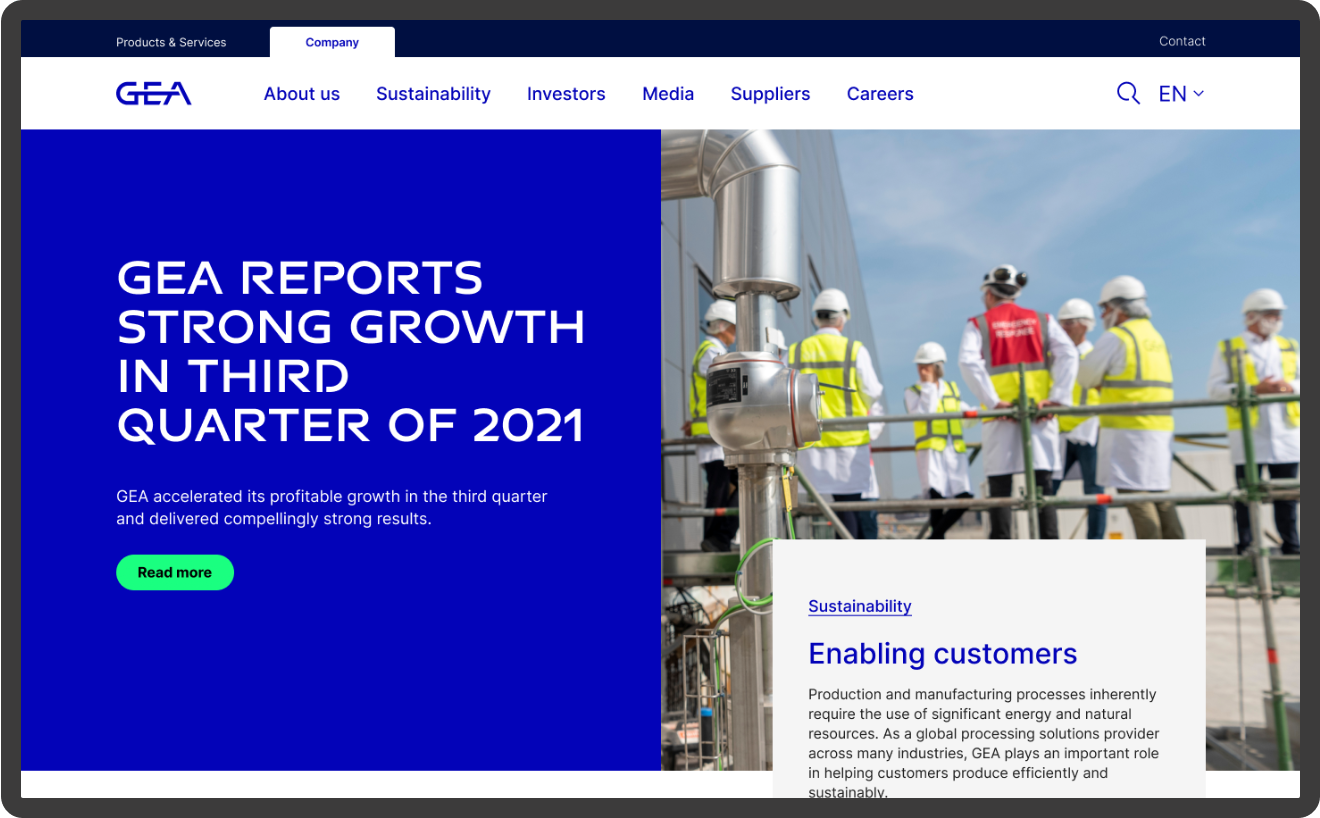 Products & Services
Company
Contact
GEA
About us
Sustainability
Investors
Media
Suppliers
Careers
EN
GEA REPORTS
STRONG GROWTH
IN THIRD
QUARTER OF 2021
GEA accelerated its profitable growth in the third quarter
and delivered compellingly strong results.
Read more
EMERGENCY
RESPONSE
Sustainability
Enabling customers
Production and manufacturing processes inherently
require the use of significant energy and natural
resources. As a global processing solutions provider
across many industries, GEA plays an important role
in helping customers produce efficiently and
sustainably.